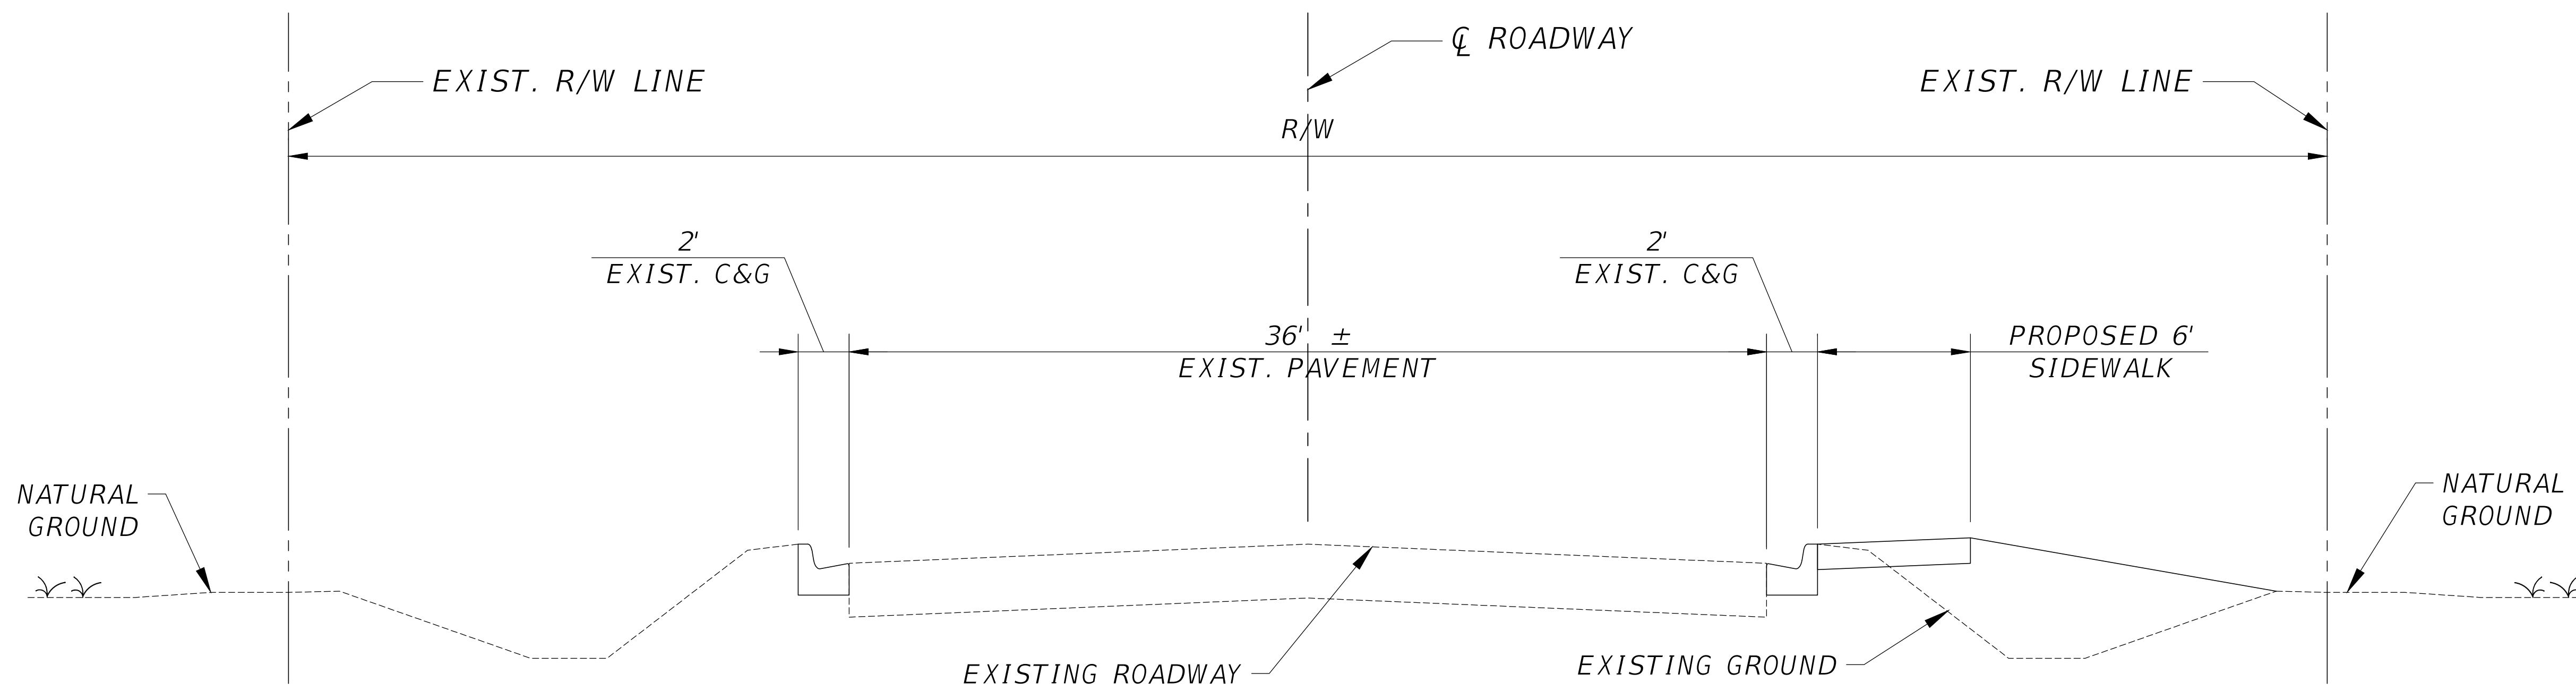 ℄ ROADWAY
EXIST. R/W LINE
EXIST. R/W LINE
R/W
2'
EXIST. C&G
2'
EXIST. C&G
36' ±
EXIST. PAVEMENT
PROPOSED 6'
SIDEWALK
NATURAL
GROUND
NATURAL
GROUND
EXISTING ROADWAY
EXISTING GROUND